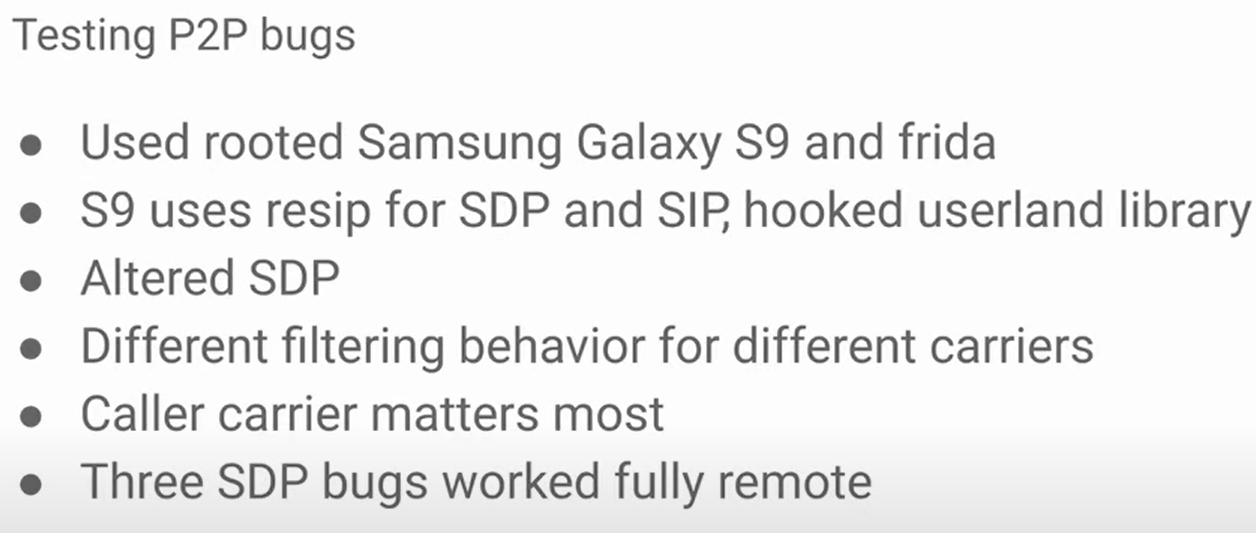 Testing P2P bugs
● Used rooted Samsung Galaxy S9 and frida
● S9 uses resip for SDP and SIP, hooked userland library
● Altered SDP
● Different filtering behavior for different carriers
● Caller carrier matters most
● Three SDP bugs worked fully remote